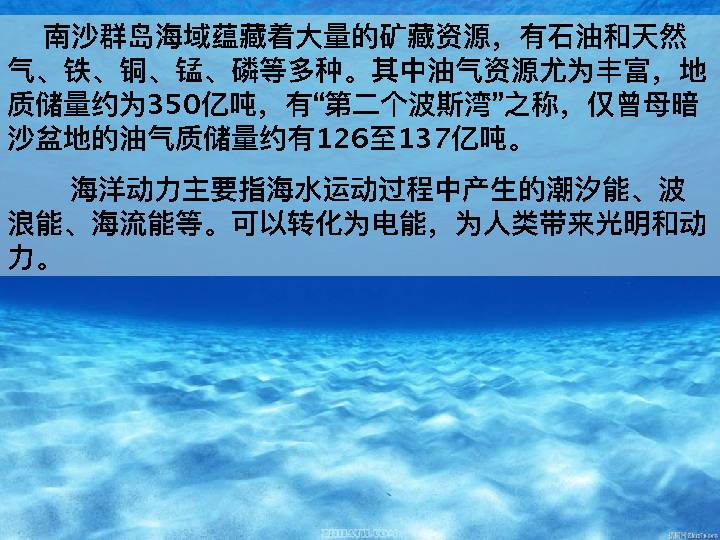 南沙群岛海域蕴藏着大量的矿藏资源，有石油和天然
气、铁、铜、锰、磷等多种。其中油气资源尤为丰富，地
质储量约为350亿吨，有“第二个波斯湾”之称，仅曾母暗
沙盆地的油气质储量约有126至137亿吨。
海洋动力主要指海水运动过程中产生的潮汐能、波
浪能、海流能等。可以转化为电能，为人类带来光明和动
力。